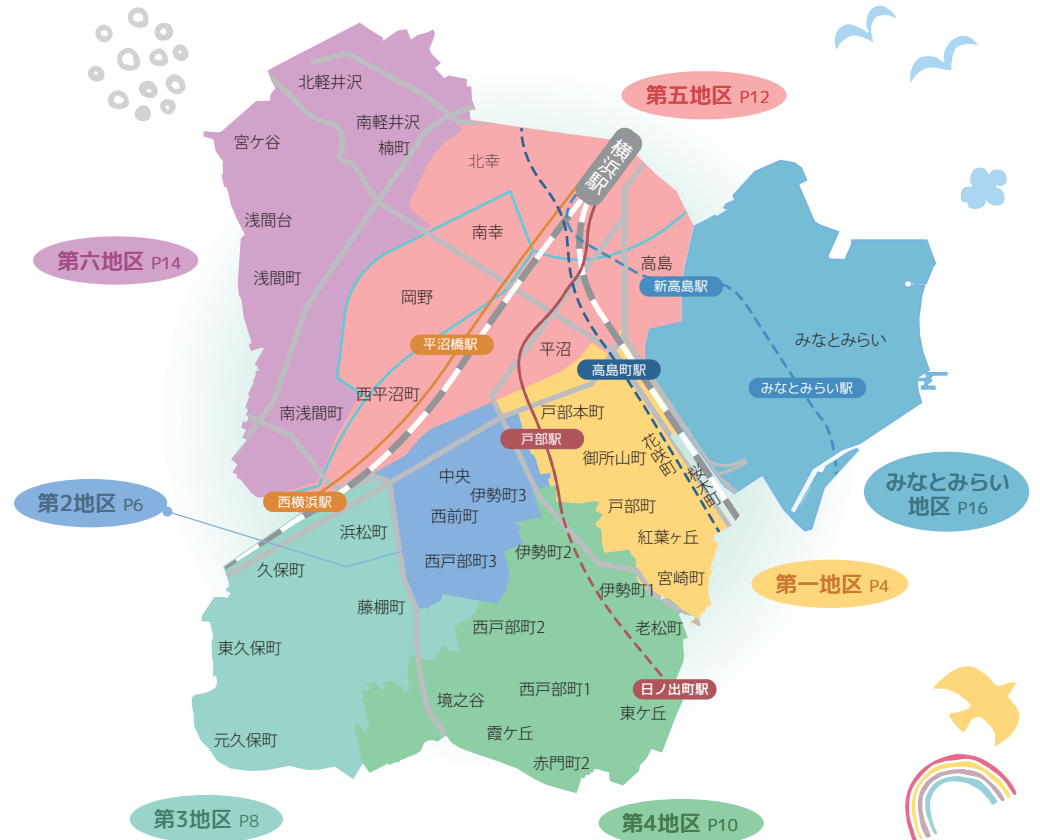 北軽井沢
第五地区 P12
南軽井沢
楠町
宮ケ谷
横浜駅
北幸
浅間台
南幸
第六地区 P14
浅間町
高島
新高島駅
岡野
平沼橋駅
平沼
みなとみらい
高島町駅
みなとみらい駅
西平沼町
南浅間町
戸部本町
戸部駅
花咲町
御所山町
桜木町
中央
伊勢町3
第2地区 P6
西横浜駅
みなとみらい
地区 P16
戸部町
西前町
浜松町
紅葉ヶ丘
伊勢町2
西戸部町3
久保町
宮崎町
第一地区 P4
伊勢町1
藤棚町
西戸部町2
老松町
東久保町
西戸部町1
日ノ出町駅
境之谷
東ケ丘
霞ケ丘
元久保町
赤門町2
第3地区 P8
第4地区 P10